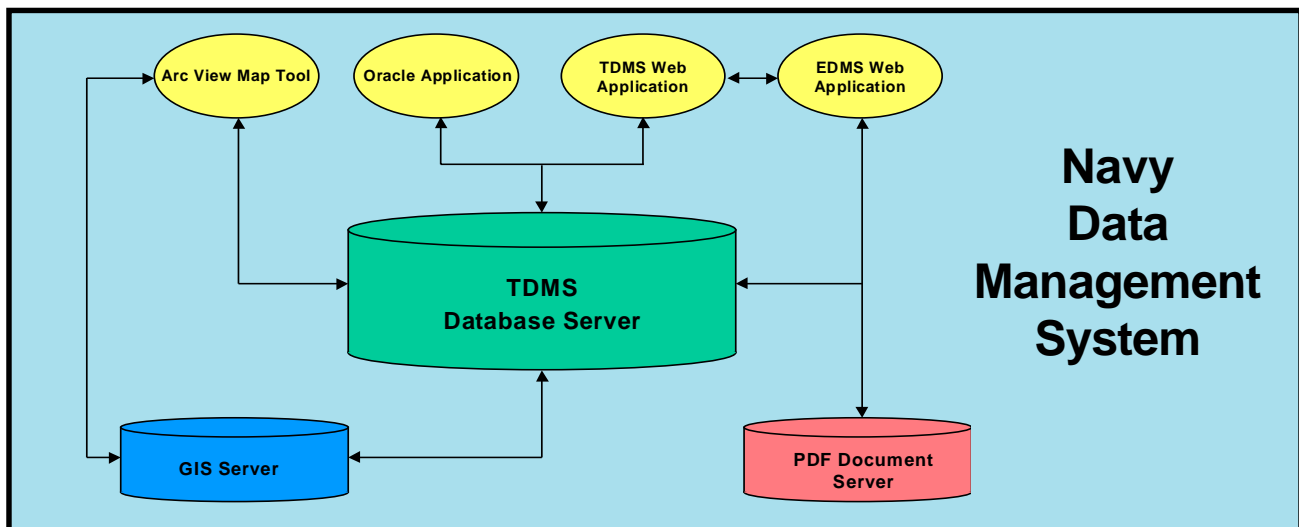 Arc View Map Tool
Oracle Application
TDMS Web
Application
EDMS Web
Application
Navy
Data
Management
System
TDMS
Database Server
GIS Server
PDF Document
Server